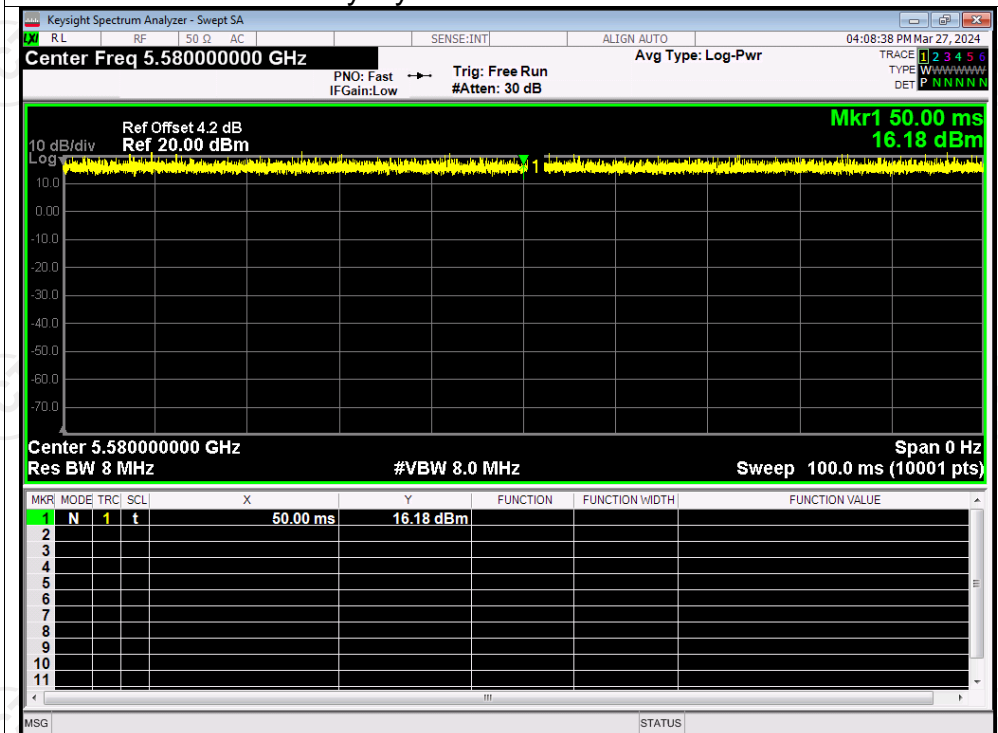 Keysight Spectrum Analyzer - Swept SA
LXI RL RF 50 Ω AC SENSE:INT ALIGN AUTO 04:08:38 PM Mar 27, 2024
Center Freq 5.580000000 GHz Avg Type: Log-Pwr TRACE 1 2 3 4 5 6
PNO: Fast Trig: Free Run TYPE WWWWWW
IFGain:Low #Atten: 30 dB DET P N N N N N
Mkr1 50.00 ms
Ref Offset 4.2 dB
10 dB/div Ref 20.00 dBm 16.18 dBm
Log
1
10.0
0.00
-10.0
-20.0
-30.0
-40.0
-50.0
-60.0
-70.0
Center 5.580000000 GHz Span 0 Hz
Res BW 8 MHz #VBW 8.0 MHz Sweep 100.0 ms (10001 pts)
MKR MODE TRC SCL X Y FUNCTION FUNCTION WIDTH FUNCTION VALUE
1 N 1 t 50.00 ms 16.18 dBm
2
3
4
5
6
7
8
9
10
11
MSG STATUS